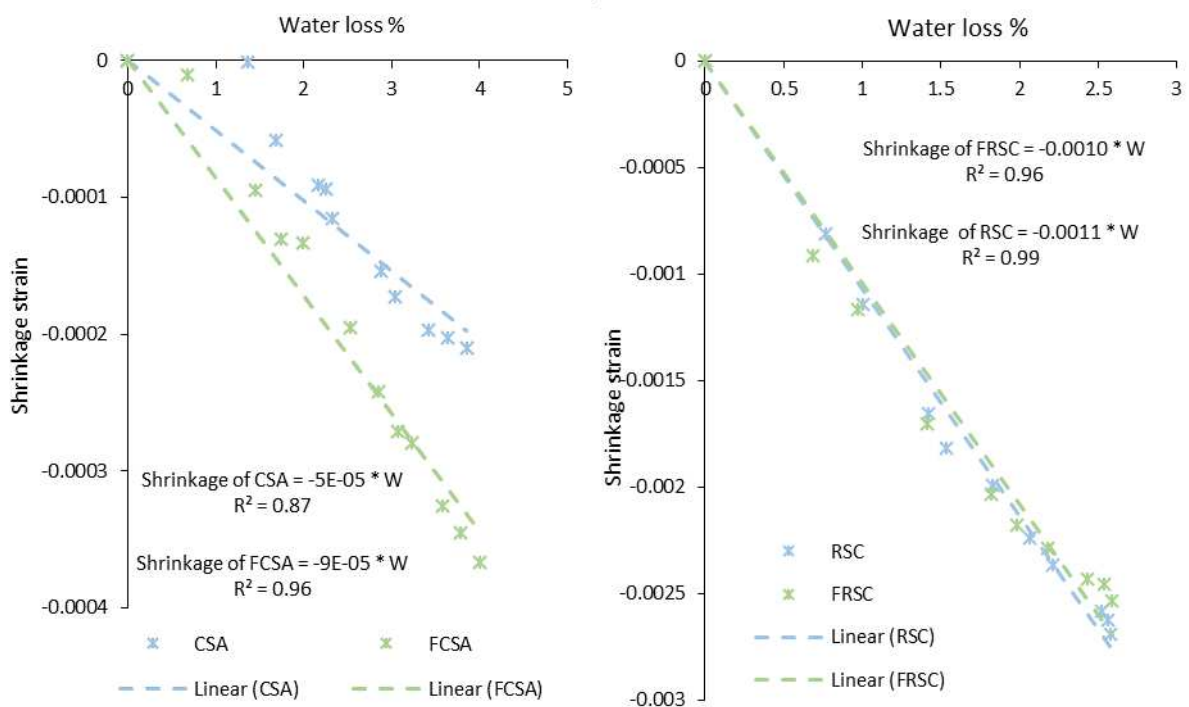 Water loss %
0
0 1 2 3 4 5
-0.0001
-0.0002
-0.0003
-0.0004
Shrinkage strain
Shrinkage of CSA = -5E-05 * W
R² = 0.87
Shrinkage of FCSA = -9E-05 * W
R² = 0.96
CSA FCSA
Linear (CSA) Linear (FCSA)
Water loss %
0
0 0.5 1 1.5 2 2.5 3
-0.0005
-0.001
-0.0015
-0.002
-0.0025
-0.003
Shrinkage strain
Shrinkage of FRSC = -0.0010 * W
R² = 0.96
Shrinkage of RSC = -0.0011 * W
R² = 0.99
RSC
FRSC
Linear (RSC)
Linear (FRSC)